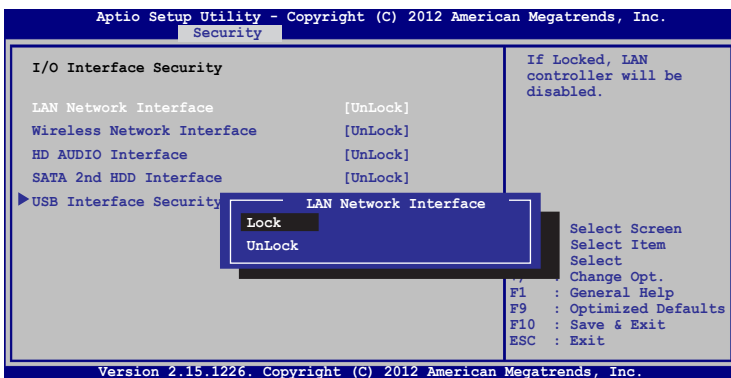 Aptio Setup Utility - Copyright (C) 2012 American Megatrends, Inc.
Security
I/O Interface Security
LAN Network Interface [UnLock]
Wireless Network Interface [UnLock]
HD AUDIO Interface [UnLock]
SATA 2nd HDD Interface [UnLock]
USB Interface Security
LAN Network Interface
Lock
UnLock
If Locked, LAN
controller will be
disabled.
Select Screen
Select Item
Select
: Change Opt.
F1 : General Help
F9 : Optimized Defaults
F10 : Save & Exit
ESC : Exit
Version 2.15.1226. Copyright (C) 2012 American Megatrends, Inc.